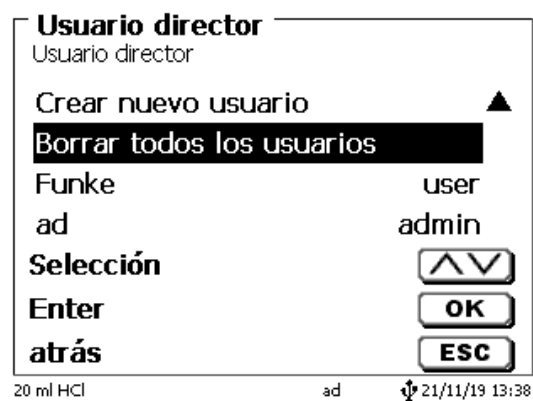 Usuario director
Usuario director
Crear nuevo usuario
Borrar todos los usuarios
Funke user
ad admin
Selección
Enter OK
atrás ESC
20 ml HCl ad 21/11/19 13:38